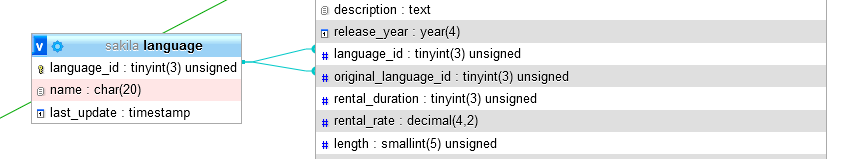 v sakila language
language_id : tinyint(3) unsigned
name : char(20)
last_update : timestamp
description : text
release_year : year(4)
language_id : tinyint(3) unsigned
original_language_id : tinyint(3) unsigned
rental_duration : tinyint(3) unsigned
rental_rate : decimal(4,2)
length : smallint(5) unsigned